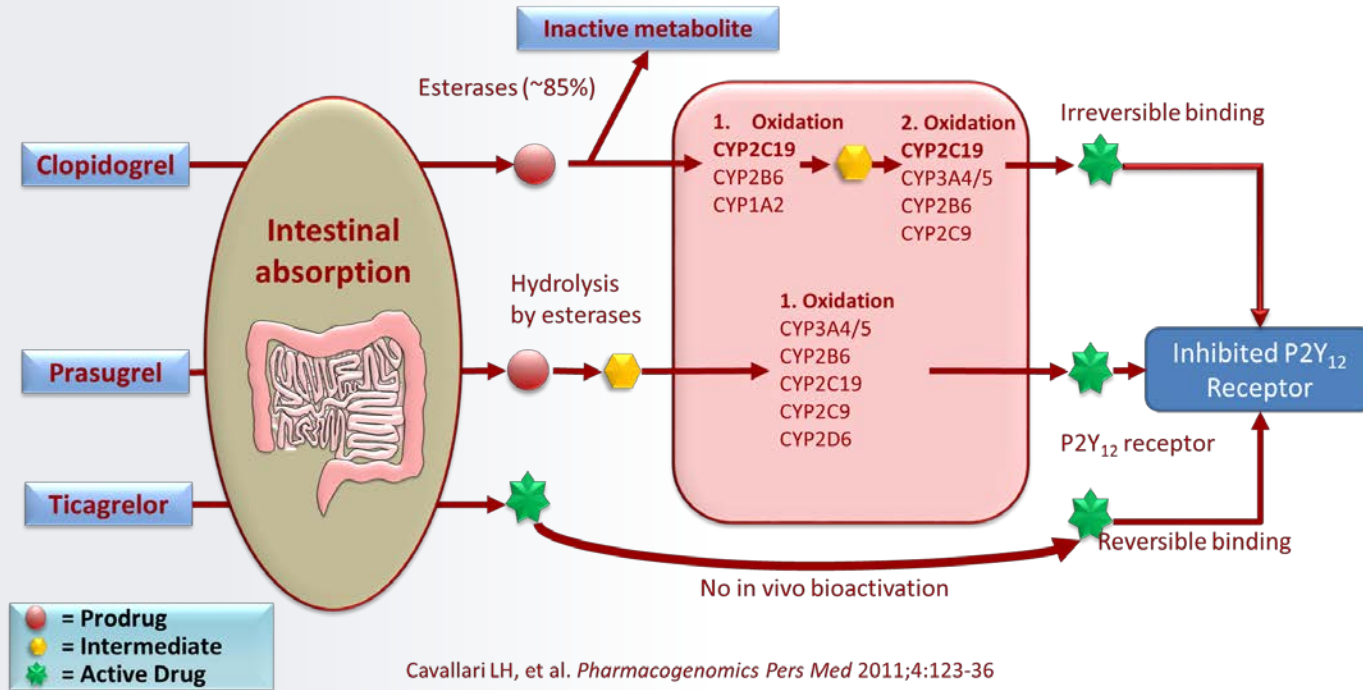 Inactive metabolite
Esterases (~85%)
Clopidogrel
1. Oxidation
CYP2C19
CYP2B6
CYP1A2
2. Oxidation
CYP2C19
CYP3A4/5
CYP2B6
CYP2C9
Irreversible binding
Intestinal
absorption
Prasugrel
Hydrolysis
by esterases
1. Oxidation
CYP3A4/5
CYP2B6
CYP2C19
CYP2C9
CYP2D6
Inhibited P2Y₁₂
Receptor
P2Y₁₂ receptor
Ticagrelor
Reversible binding
No in vivo bioactivation
= Prodrug
= Intermediate
= Active Drug
Cavallari LH, et al. Pharmacogenomics Pers Med 2011;4:123-36